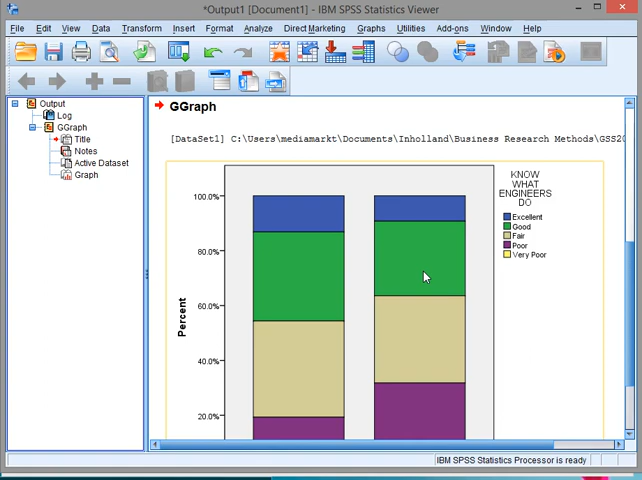 *Output1 [Document1] - IBM SPSS Statistics Viewer
File Edit View Data Transform Insert Format Analyze Direct Marketing Graphs Utilities Add-ons Window Help
Output
Log
GGraph
Title
Notes
Active Dataset
Graph
GGraph
[DataSet1] C:\Users\mediamarkt\Documents\Inholland\Business Research Methods\GSS20
KNOW
WHAT
ENGINEERS
DO
Excellent
Good
Fair
Poor
Very Poor
100.0%
80.0%
60.0%
40.0%
20.0%
Percent
IBM SPSS Statistics Processor is ready